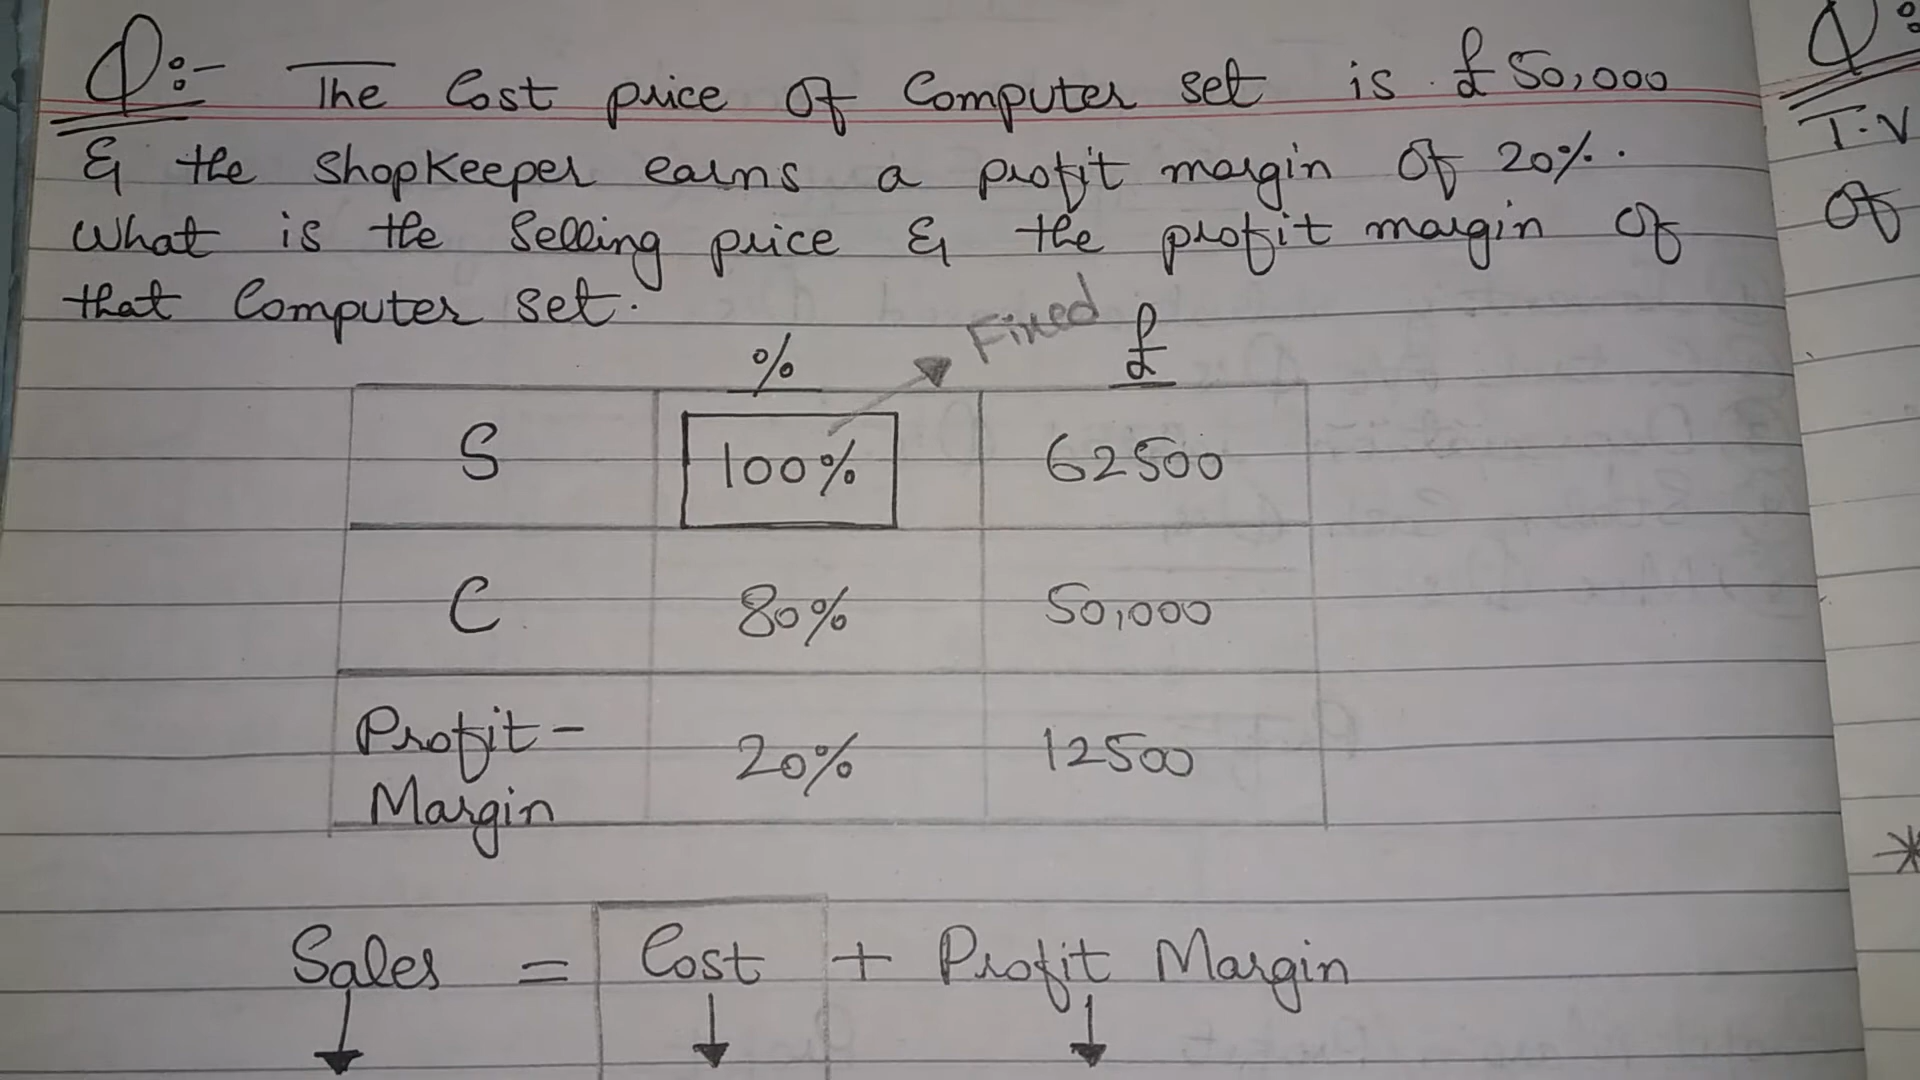 Q:- The Cost price Of Computer set is £50,000
& the Shopkeeper earns a profit margin Of 20%.
What is the Selling price & the profit margin Of
that Computer set.
Fixed
% £
S 100% 62500
C 80% 50,000
Profit-
Margin 20% 12500
Sales = Cost + Profit Margin
Q:
T.V
Of
*